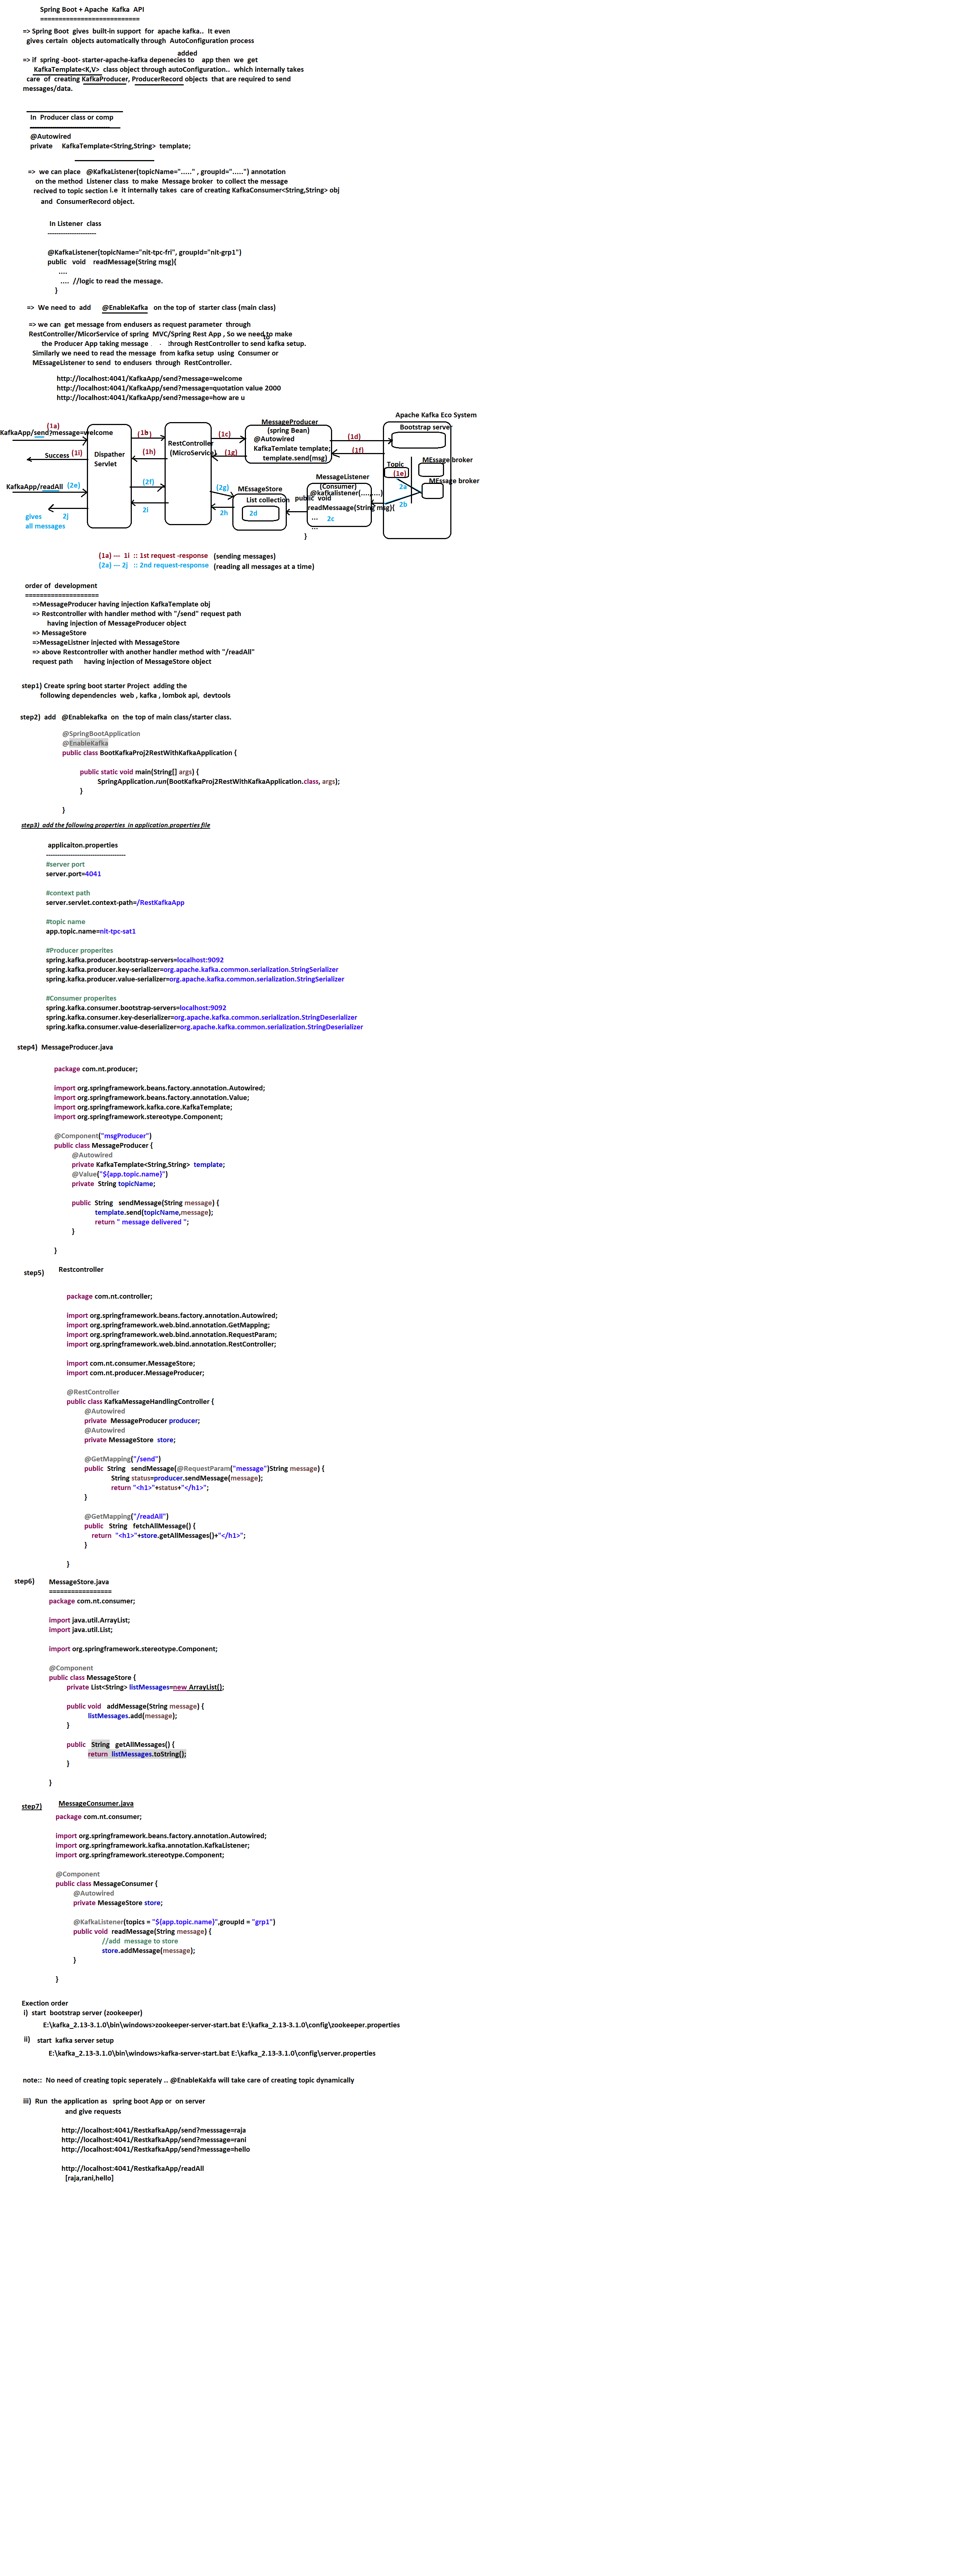 Spring Boot + Apache  Kafka  API
===========================
=> Spring Boot  gives  built-in  support  for  apache kafka..  It even
gives certain  objects automatically through  AutoConfiguration process
added
=> if  spring -boot- starter-apache-kafka depenecies to    app then  we  get
KafkaTemplate<K,V>  class object through autoConfiguration..  which internally takes
care  of  creating KafkaProducer, ProducerRecord objects  that are required to send
messages/data.
In  Producer class or comp
@Autowired
private     KafkaTemplate<String,String>  template;
=>  we can place   @KafkaListener(topicName="....." , groupId=".....") annotation
on the method  Listener class  to make  Message broker  to collect the message
recived to topic section i.e  it internally takes  care of creating KafkaConsumer<String,String> obj
and  ConsumerRecord object.
In Listener  class
----------------------
@KafkaListener(topicName="nit-tpc-fri", groupId="nit-grp1")
public   void    readMessage(String msg){
....
....  //logic to read the message.
}
=>  We need to  add      @EnableKafka   on the top of  starter class (main class)
=> we can  get message from endusers as request parameter  through
RestController/MicorService of spring  MVC/Spring Rest App , So we need to make
the Producer App taking message  .   .   through RestController to send kafka setup.
to
Similarly we need to read the message  from kafka setup  using  Consumer or
MEssageListener to send  to endusers  through  RestController.
http://localhost:4041/KafkaApp/send?message=welcome
http://localhost:4041/KafkaApp/send?message=quotation value 2000
http://localhost:4041/KafkaApp/send?message=how are u
Apache Kafka Eco System
(1a)
KafkaApp/send?message=welcome
(1b)
(1c)
MessageProducer
(spring Bean)
@Autowired
KafkaTemlate template;
template.send(msg)
(1d)
Bootstrap server
RestController
(MicroService)
(1f)
(1g)
(1h)
Success (1i)
Dispather
Servlet
Topic
(1e)
MEssage broker
MEssage broker
KafkaApp/readAll  (2e)
(2f)
(2g)
MEssageStore
List collection
2d
MessageListener
(Consumer)
@kafkalistener(.........)
public  void
readMessaage(String msg){
...
2c
...
}
2a
2b
2h
2i
2j
gives
all messages
(1a) ---  1i  :: 1st request -response   (sending messages)
(2a) --- 2j   :: 2nd request-response  (reading all messages at a time)
order of  development
====================
=>MessageProducer having injection KafkaTemplate obj
=> Restcontroller with handler method with "/send" request path
having injection of MessageProducer object
=> MessageStore
=>MessageListner injected with MessageStore
=> above Restcontroller with another handler method with "/readAll"
request path      having injection of MessageStore object
step1) Create spring boot starter Project  adding the
following dependencies  web , kafka , lombok api,  devtools
step2)  add   @Enablekafka  on  the top of main class/starter class.
@SpringBootApplication
@EnableKafka
public class BootKafkaProj2RestWithKafkaApplication {
public static void main(String[] args) {
SpringApplication.run(BootKafkaProj2RestWithKafkaApplication.class, args);
}
}
step3)  add the following properties  in application.properties file
applicaiton.properties
------------------------------------
#server port
server.port=4041
#context path
server.servlet.context-path=/RestKafkaApp
#topic name
app.topic.name=nit-tpc-sat1
#Producer properites
spring.kafka.producer.bootstrap-servers=localhost:9092
spring.kafka.producer.key-serializer=org.apache.kafka.common.serialization.StringSerializer
spring.kafka.producer.value-serializer=org.apache.kafka.common.serialization.StringSerializer
#Consumer properites
spring.kafka.consumer.bootstrap-servers=localhost:9092
spring.kafka.consumer.key-deserializer=org.apache.kafka.common.serialization.StringDeserializer
spring.kafka.consumer.value-deserializer=org.apache.kafka.common.serialization.StringDeserializer
step4)  MessageProducer.java
package com.nt.producer;
import org.springframework.beans.factory.annotation.Autowired;
import org.springframework.beans.factory.annotation.Value;
import org.springframework.kafka.core.KafkaTemplate;
import org.springframework.stereotype.Component;
@Component("msgProducer")
public class MessageProducer {
@Autowired
private KafkaTemplate<String,String>  template;
@Value("${app.topic.name}")
private  String topicName;
public  String   sendMessage(String message) {
template.send(topicName,message);
return " message delivered ";
}
}
step5)
Restcontroller
package com.nt.controller;
import org.springframework.beans.factory.annotation.Autowired;
import org.springframework.web.bind.annotation.GetMapping;
import org.springframework.web.bind.annotation.RequestParam;
import org.springframework.web.bind.annotation.RestController;
import com.nt.consumer.MessageStore;
import com.nt.producer.MessageProducer;
@RestController
public class KafkaMessageHandlingController {
@Autowired
private  MessageProducer producer;
@Autowired
private MessageStore  store;
@GetMapping("/send")
public  String   sendMessage(@RequestParam("message")String message) {
String status=producer.sendMessage(message);
return "<h1>"+status+"</h1>";
}
@GetMapping("/readAll")
public   String   fetchAllMessage() {
return  "<h1>"+store.getAllMessages()+"</h1>";
}
}
step6)
MessageStore.java
=================
package com.nt.consumer;
import java.util.ArrayList;
import java.util.List;
import org.springframework.stereotype.Component;
@Component
public class MessageStore {
private List<String> listMessages=new ArrayList();
public void   addMessage(String message) {
listMessages.add(message);
}
public   String   getAllMessages() {
return  listMessages.toString();
}
}
step7)
MessageConsumer.java
package com.nt.consumer;
import org.springframework.beans.factory.annotation.Autowired;
import org.springframework.kafka.annotation.KafkaListener;
import org.springframework.stereotype.Component;
@Component
public class MessageConsumer {
@Autowired
private MessageStore store;
@KafkaListener(topics = "${app.topic.name}",groupId = "grp1")
public void  readMessage(String message) {
//add  message to store
store.addMessage(message);
}
}
Exection order
i)  start  bootstrap server (zookeeper)
E:\kafka_2.13-3.1.0\bin\windows>zookeeper-server-start.bat E:\kafka_2.13-3.1.0\config\zookeeper.properties
ii)    start  kafka server setup
E:\kafka_2.13-3.1.0\bin\windows>kafka-server-start.bat E:\kafka_2.13-3.1.0\config\server.properties
note::  No need of creating topic seperately .. @EnableKakfa will take care of creating topic dynamically
iii)  Run  the application as   spring boot App or  on server
and give requests
http://localhost:4041/RestkafkaApp/send?messsage=raja
http://localhost:4041/RestkafkaApp/send?messsage=rani
http://localhost:4041/RestkafkaApp/send?messsage=hello
http://localhost:4041/RestkafkaApp/readAll
[raja,rani,hello]